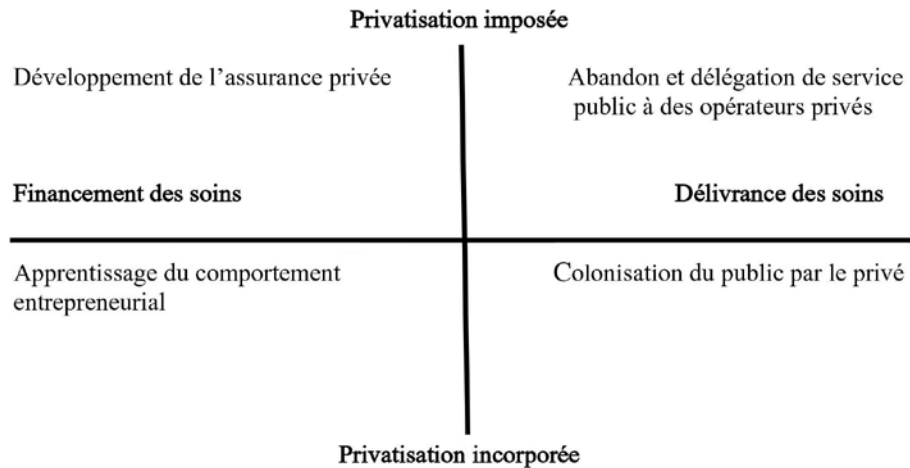 Privatisation imposée
Développement de l’assurance privée
Abandon et délégation de service
public à des opérateurs privés
Financement des soins
Délivrance des soins
Apprentissage du comportement
entrepreneurial
Colonisation du public par le privé
Privatisation incorporée